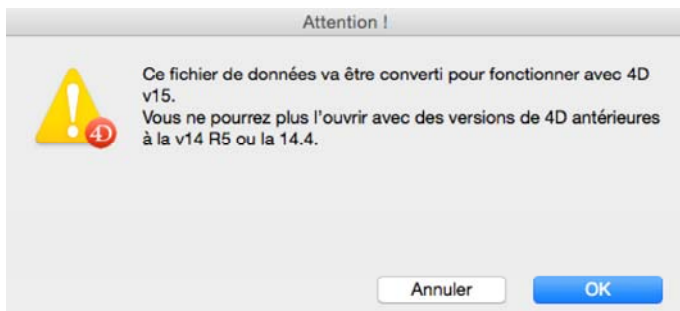 Attention !
Ce fichier de données va être converti pour fonctionner avec 4D
v15.
Vous ne pourrez plus l'ouvrir avec des versions de 4D antérieures
à la v14 R5 ou la 14.4.
4D
Annuler
OK